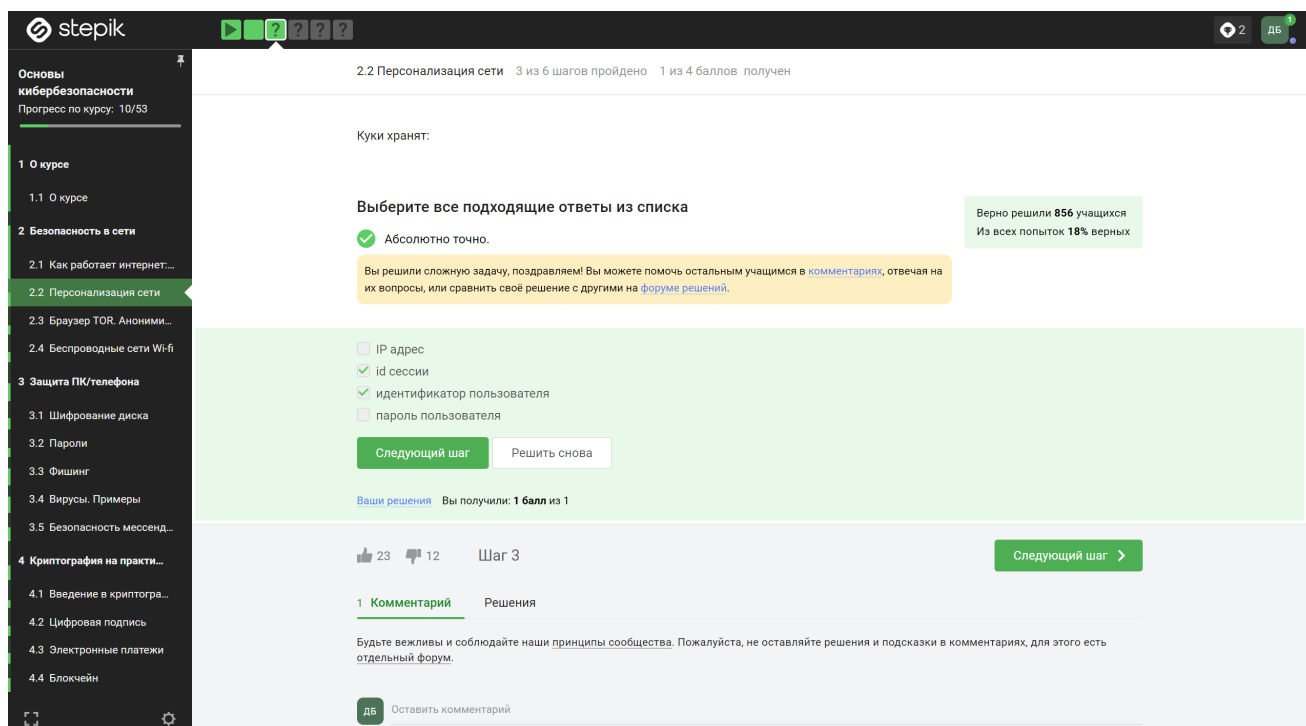 stepik
? ? ? ?
2
ДБ
1
Основы
кибербезопасности
Прогресс по курсу: 10/53
1 О курсе
1.1 О курсе
2 Безопасность в сети
2.1 Как работает интернет:...
2.2 Персонализация сети
2.3 Браузер TOR. Аноними...
2.4 Беспроводные сети Wi-fi
3 Защита ПК/телефона
3.1 Шифрование диска
3.2 Пароли
3.3 Фишинг
3.4 Вирусы. Примеры
3.5 Безопасность мессенд...
4 Криптография на практи...
4.1 Введение в криптогра...
4.2 Цифровая подпись
4.3 Электронные платежи
4.4 Блокчейн
2.2 Персонализация сети 3 из 6 шагов пройдено 1 из 4 баллов получен
Куки хранят:
Выберите все подходящие ответы из списка
Верно решили 856 учащихся
Из всех попыток 18% верных
Абсолютно точно.
Вы решили сложную задачу, поздравляем! Вы можете помочь остальным учащимся в комментариях, отвечая на
их вопросы, или сравнить своё решение с другими на форуме решений.
IP адрес
id сессии
идентификатор пользователя
пароль пользователя
Следующий шаг Решить снова
Ваши решения Вы получили: 1 балл из 1
23 12 Шаг 3
Следующий шаг
1 Комментарий Решения
Будьте вежливы и соблюдайте наши принципы сообщества. Пожалуйста, не оставляйте решения и подсказки в комментариях, для этого есть
отдельный форум.
ДБ Оставить комментарий